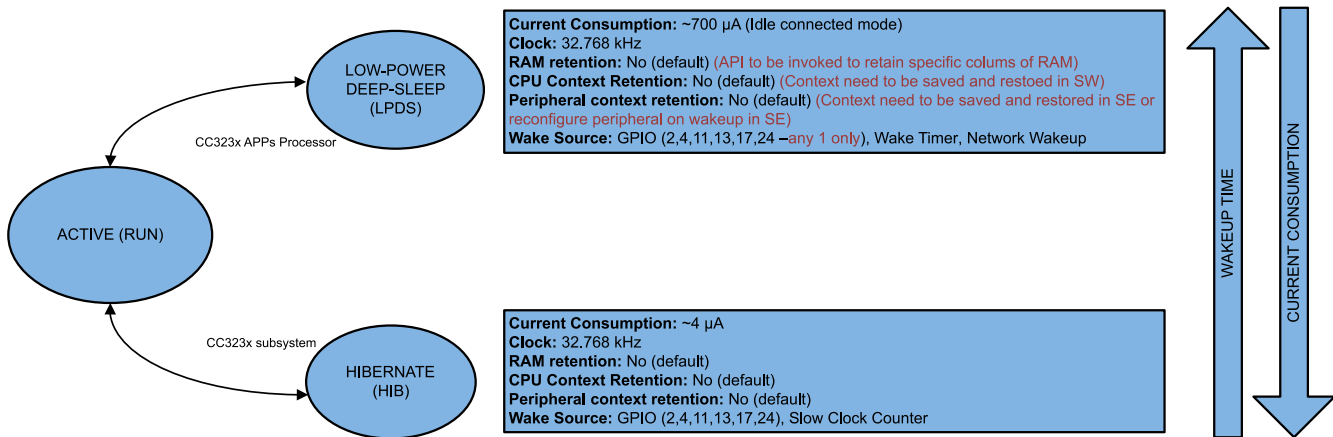 LOW-POWER
DEEP-SLEEP
(LPDS)
CC323x APPs Processor
ACTIVE (RUN)
CC323x subsystem
HIBERNATE
(HIB)
Current Consumption: ~700 µA (Idle connected mode)
Clock: 32.768 kHz
RAM retention: No (default) (API to be invoked to retain specific colums of RAM)
CPU Context Retention: No (default) (Context need to be saved and restoed in SW)
Peripheral context retention: No (default) (Context need to be saved and restored in SE or
reconfigure peripheral on wakeup in SE)
Wake Source: GPIO (2,4,11,13,17,24 –any 1 only), Wake Timer, Network Wakeup
Current Consumption: ~4 µA
Clock: 32.768 kHz
RAM retention: No (default)
CPU Context Retention: No (default)
Peripheral context retention: No (default)
Wake Source: GPIO (2,4,11,13,17,24), Slow Clock Counter
WAKEUP TIME
CURRENT CONSUMPTION